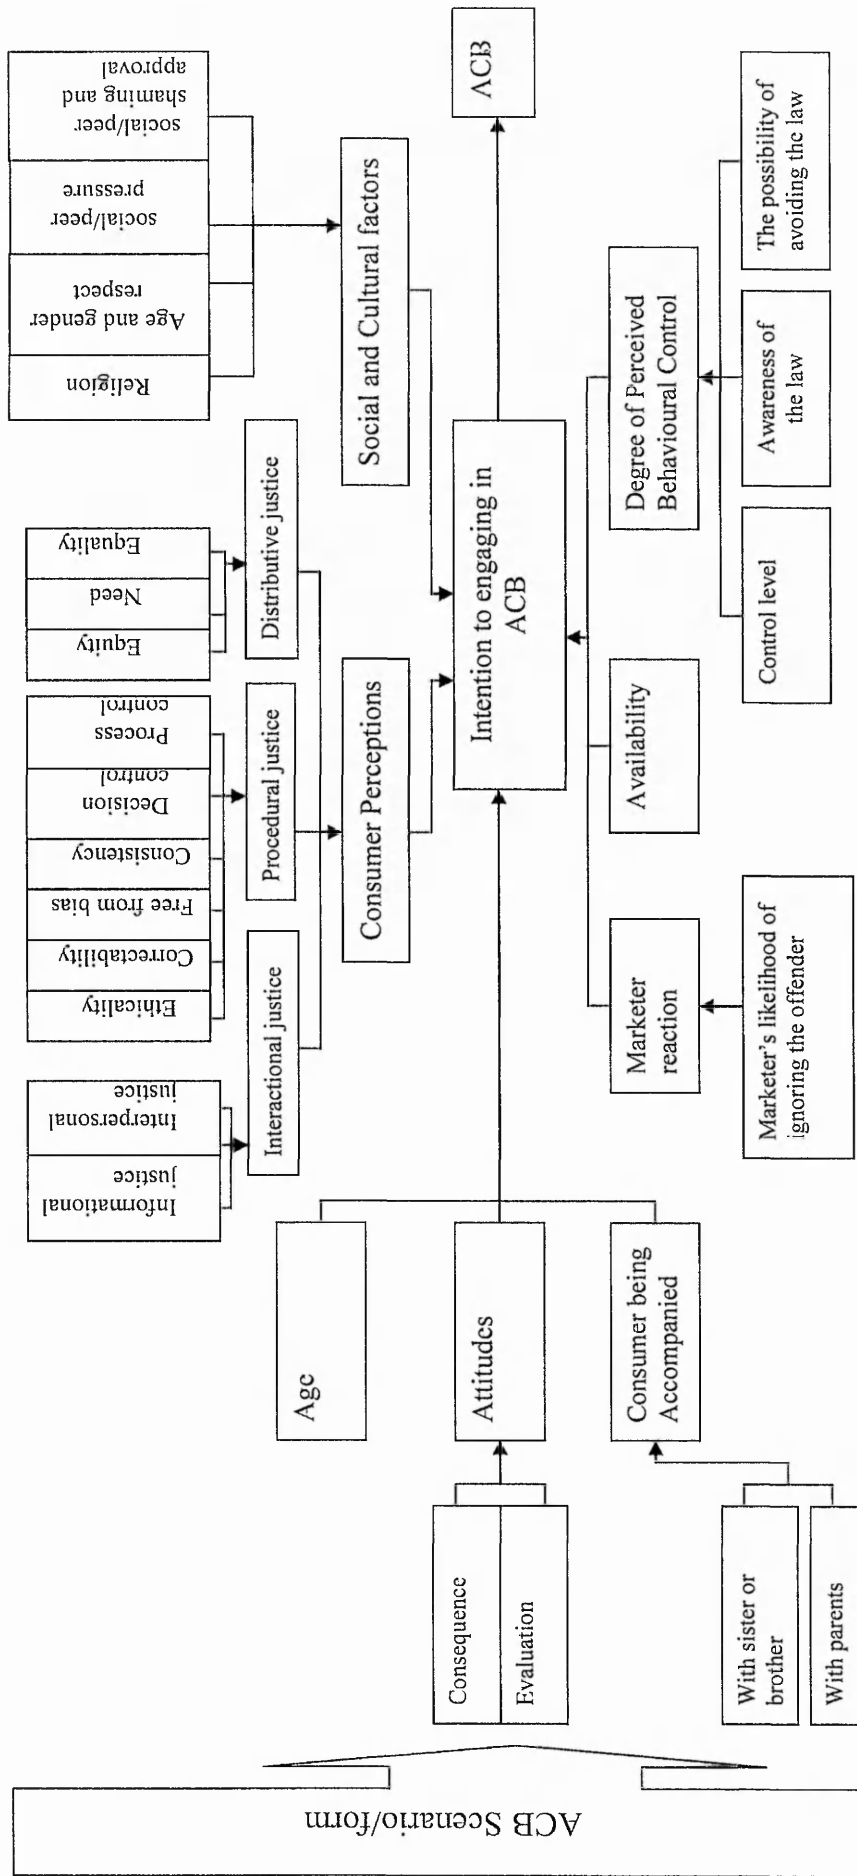 ACB Scenario/form
Consequence
Evaluation
With sister or
brother
With parents
Age
Attitudes
Consumer being
Accompanied
Informational
justice
Interpersonal
justice
Interactional justice
Ethicality
Correctability
Free from bias
Consistency
Decision
control
Process
control
Procedural justice
Equity
Need
Equality
Distributive justice
Consumer Perceptions
Religion
Age and gender
respect
social/peer
pressure
social/peer
shaming and
approval
Social and Cultural factors
Intention to engaging in
ACB
ACB
Marketer
reaction
Marketer's likelihood of
ignoring the offender
Availability
Degree of Perceived
Behavioural Control
Control level
Awareness of
the law
The possibility of
avoiding the law